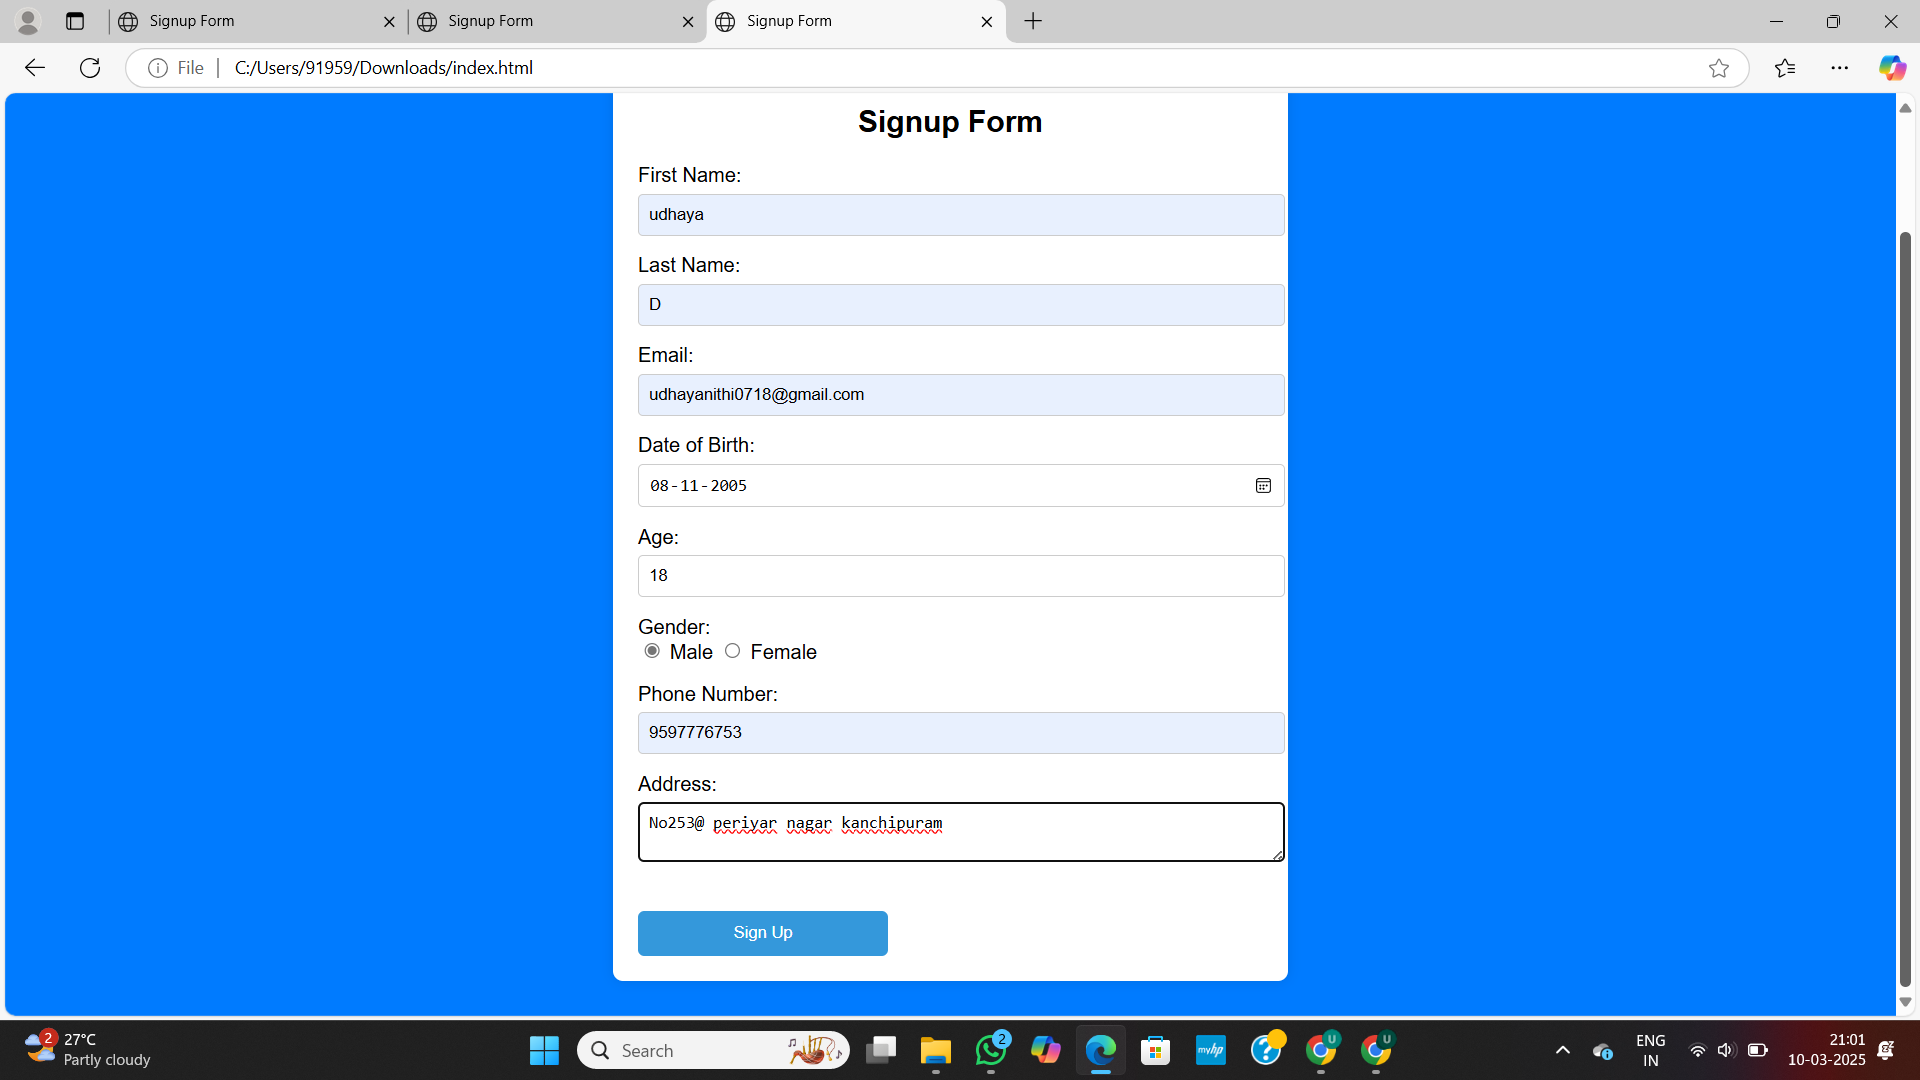 Signup Form
Signup Form
Signup Form
File
C:/Users/91959/Downloads/index.html
Signup Form
First Name:
udhaya
Last Name:
D
Email:
udhayanithi0718@gmail.com
Date of Birth:
08-11-2005
Age:
18
Gender:
Male Female
Phone Number:
9597776753
Address:
No253@ periyar nagar kanchipuram
Sign Up
2
27°C
Partly cloudy
Search
2
myhp
U
U
ENG
IN
21:01
10-03-2025